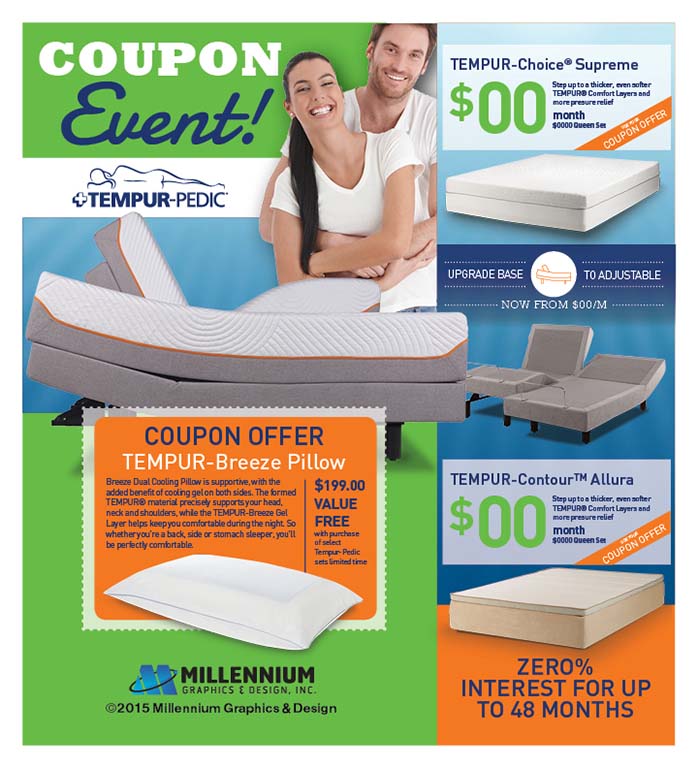 COUPON
Event!
TEMPUR-PEDIC
TEMPUR-Choice® Supreme
$00
Step up to a thicker, even softer
TEMPUR® Comfort Layers and
more presure relief
month
$0000 Queen Set
COUPON OFFER
UPGRADE BASE TO ADJUSTABLE
NOW FROM $00/M
COUPON OFFER
TEMPUR-Breeze Pillow
Breeze Dual Cooling Pillow is supportive, with the
added benefit of cooling gel on both sides. The formed
TEMPUR® material precisely supports your head,
neck and shoulders, while the TEMPUR-Breeze Gel
Layer helps keep you comfortable during the night. So
whether you're a back, side or stomach sleeper, you'll
be perfectly comfortable.
$199.00
VALUE
FREE
with purchase
of select
Tempur- Pedic
sets limited time
TEMPUR-Contour™ Allura
$00
Step up to a thicker, even softer
TEMPUR® Comfort Layers and
more pressure relief
month
$0000 Queen Set
COUPON OFFER
ZERO%
INTEREST FOR UP
TO 48 MONTHS
MILLENNIUM
GRAPHICS & DESIGN, INC.
©2015 Millennium Graphics & Design